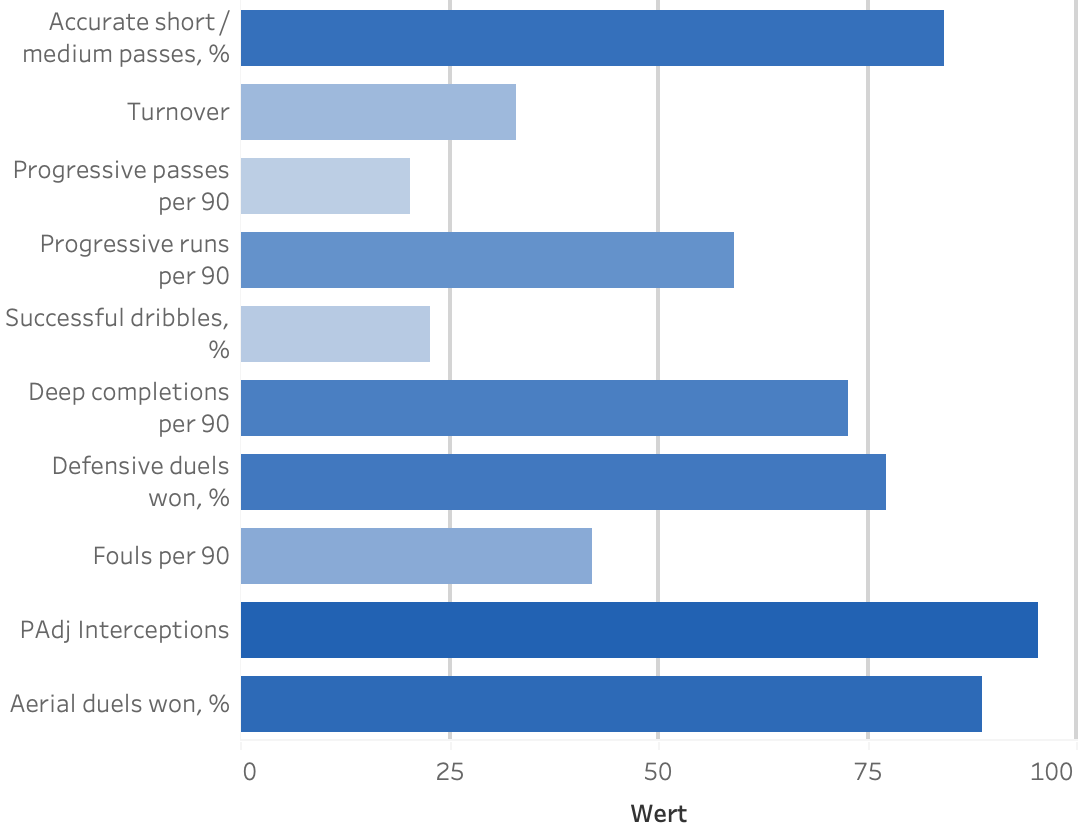 Accurate short /
medium passes, %
Turnover
Progressive passes
per 90
Progressive runs
per 90
Successful dribbles,
%
Deep completions
per 90
Defensive duels
won, %
Fouls per 90
PAdj Interceptions
Aerial duels won, %
0 25 50 75 100
Wert